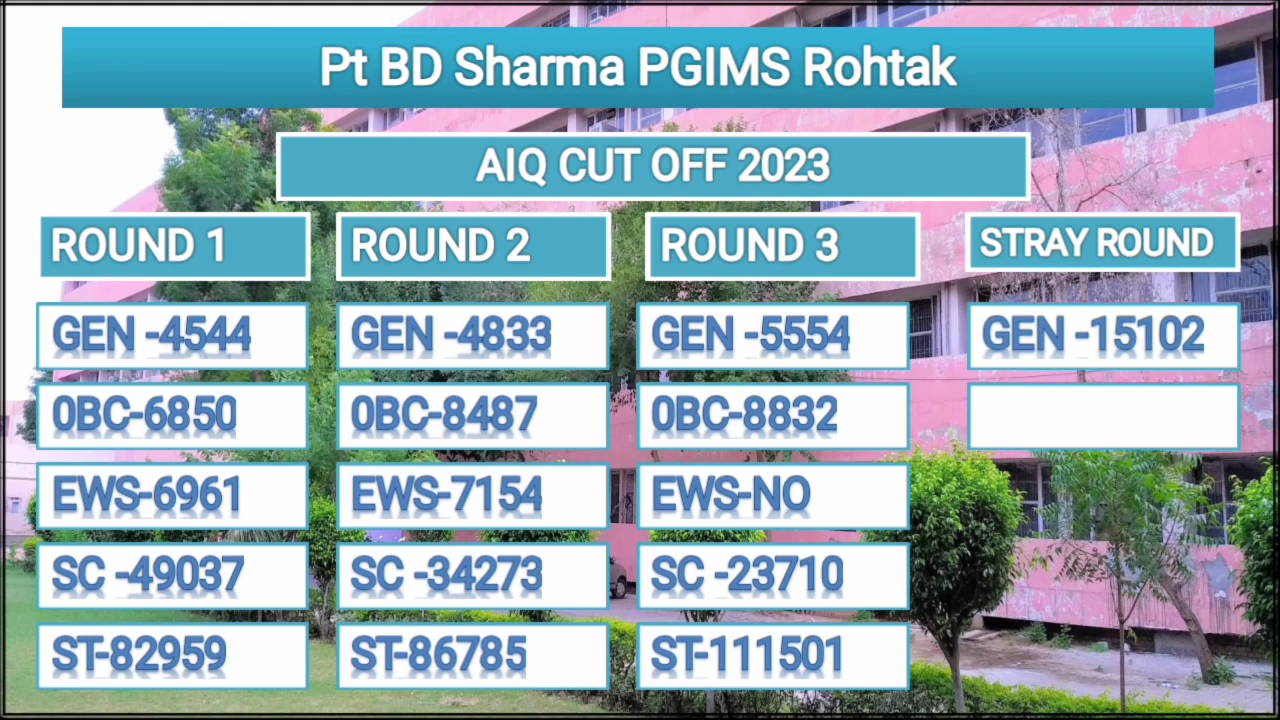 Pt BD Sharma PGIMS Rohtak
AIQ CUT OFF 2023
ROUND 1
ROUND 2
ROUND 3
STRAY ROUND
GEN -4544
GEN -4833
GEN -5554
GEN -15102
0BC-6850
0BC-8487
0BC-8832
EWS-6961
EWS-7154
EWS-NO
SC -49037
SC -34273
SC -23710
ST-82959
ST-86785
ST-111501